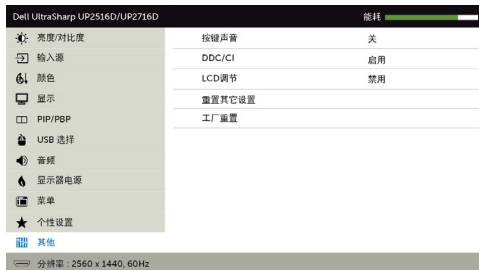 Dell UltraSharp UP2516D/UP2716D 能耗
亮度/对比度 按键声音 关
输入源 DDC/CI 启用
颜色 LCD调节 禁用
显示 重置其它设置
PIP/PBP 工厂重置
USB 选择
音频
显示器电源
菜单
个性设置
其他
分辨率 : 2560 x 1440, 60Hz